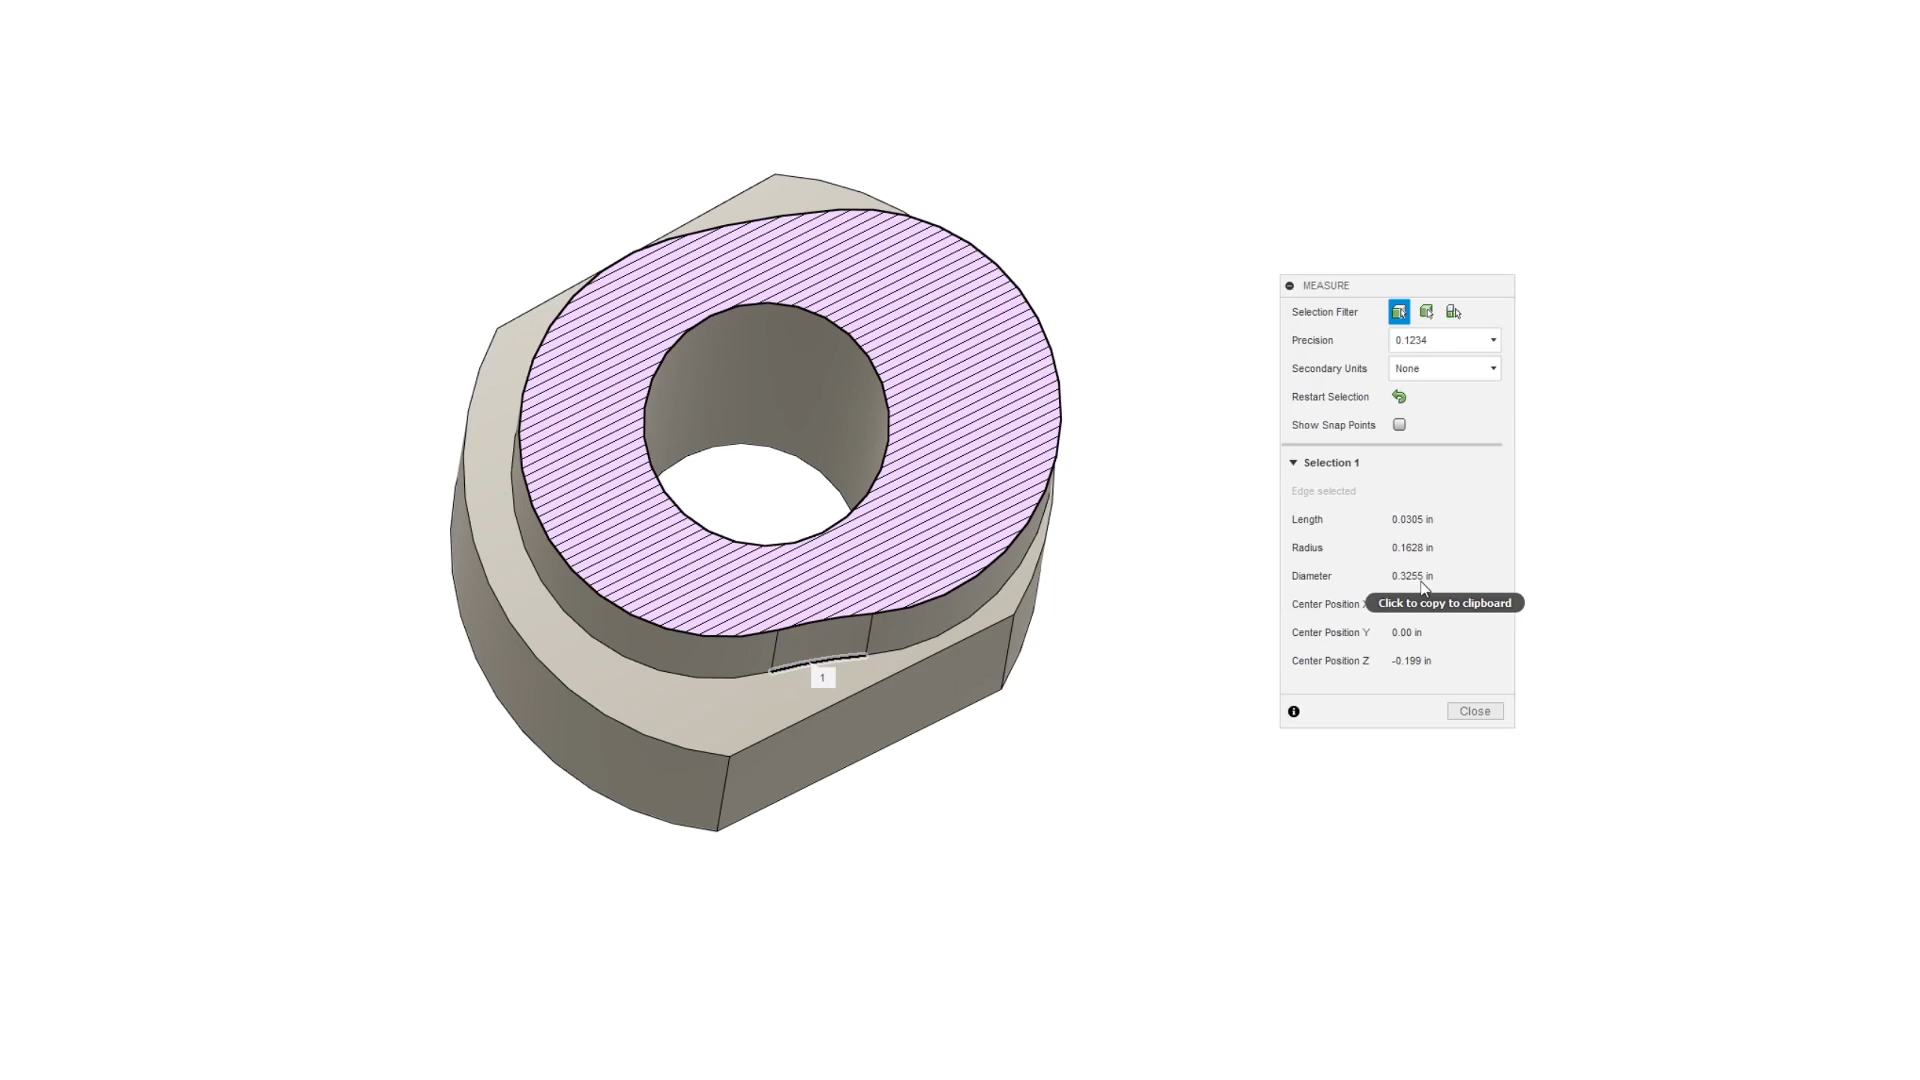 MEASURE
Selection Filter
Precision 0.1234
Secondary Units None
Restart Selection
Show Snap Points
Selection 1
Edge selected
Length 0.0305 in
Radius 0.1628 in
Diameter 0.3255 in
Center Position X Click to copy to clipboard
Center Position Y 0.00 in
Center Position Z -0.199 in
1
Close